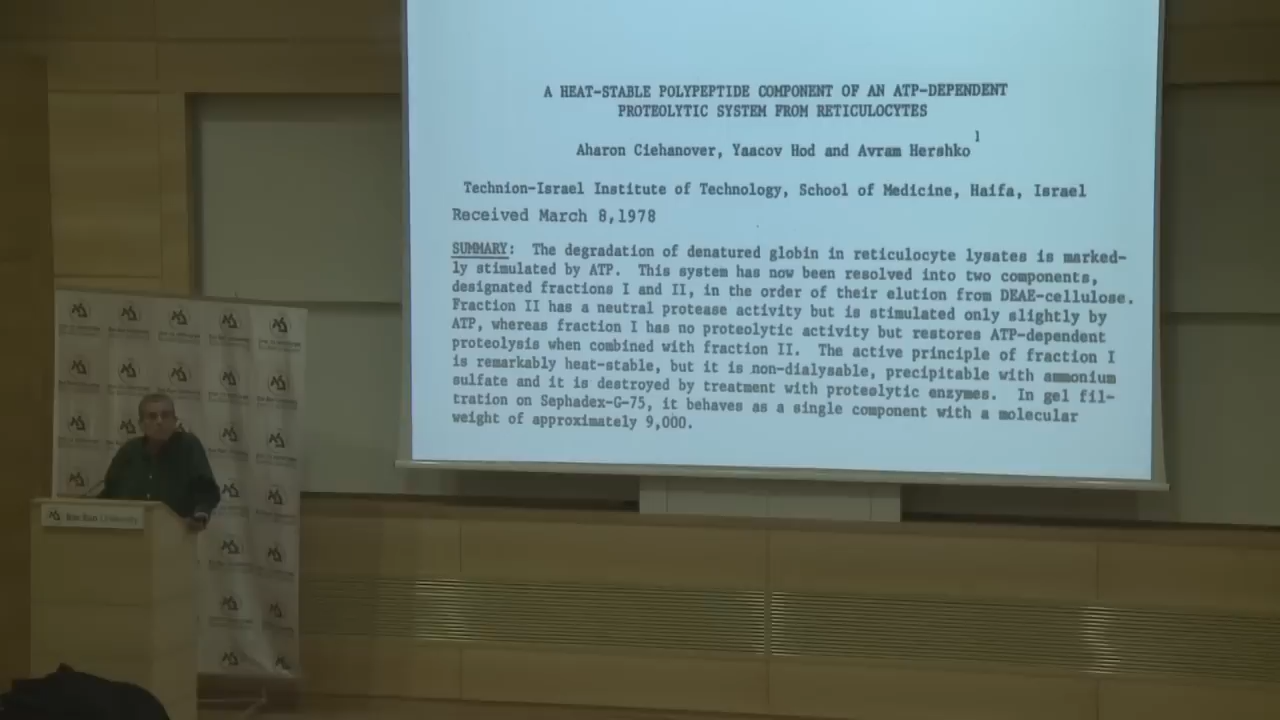 A HEAT-STABLE POLYPEPTIDE COMPONENT OF AN ATP-DEPENDENT
PROTEOLYTIC SYSTEM FROM RETICULOCYTES
Aharon Ciehanover, Yaacov Hod and Avram Hershko 1
Technion-Israel Institute of Technology, School of Medicine, Haifa, Israel
Received March 8,1978
SUMMARY: The degradation of denatured globin in reticulocyte lysates is marked-
ly stimulated by ATP. This system has now been resolved into two components,
designated fractions I and II, in the order of their elution from DEAE-cellulose.
Fraction II has a neutral protease activity but is stimulated only slightly by
ATP, whereas fraction I has no proteolytic activity but restores ATP-dependent
proteolysis when combined with fraction II. The active principle of fraction I
is remarkably heat-stable, but it is non-dialysable, precipitable with ammonium
sulfate and it is destroyed by treatment with proteolytic enzymes. In gel fil-
tration on Sephadex-G-75, it behaves as a single component with a molecular
weight of approximately 9,000.
Bar-Ilan University